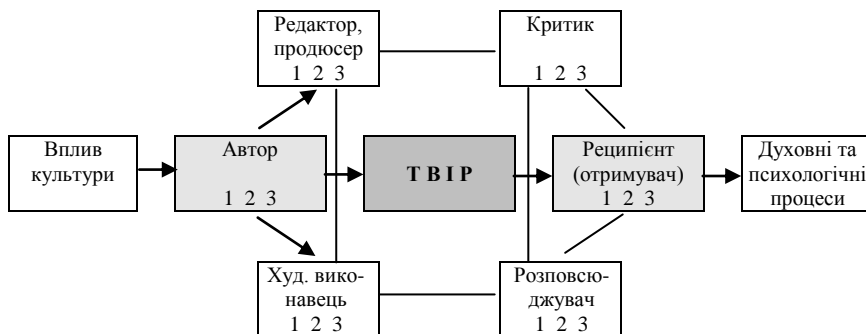 Редактор,
продюсер
1 2 3
Критик
1 2 3
Вплив
культури
Автор
1 2 3
Т В І Р
Реципієнт
(отримувач)
1 2 3
Духовні та
психологічні
процеси
Худ. вико-
навець
1 2 3
Розповсю-
джувач
1 2 3